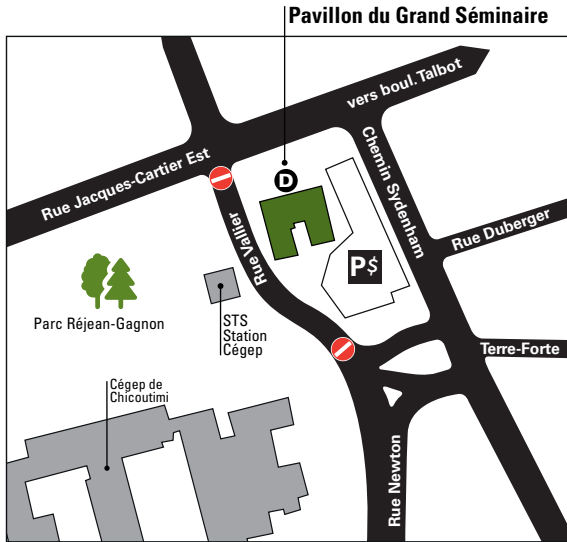 Pavillon du Grand Séminaire
vers boul. Talbot
Rue Jacques-Cartier Est
D
Chemin Sydenham
Rue Vallier
Rue Duberger
P$
Parc Réjean-Gagnon
STS
Station
Cégep
Terre-Forte
Cégep de
Chicoutimi
Rue Newton